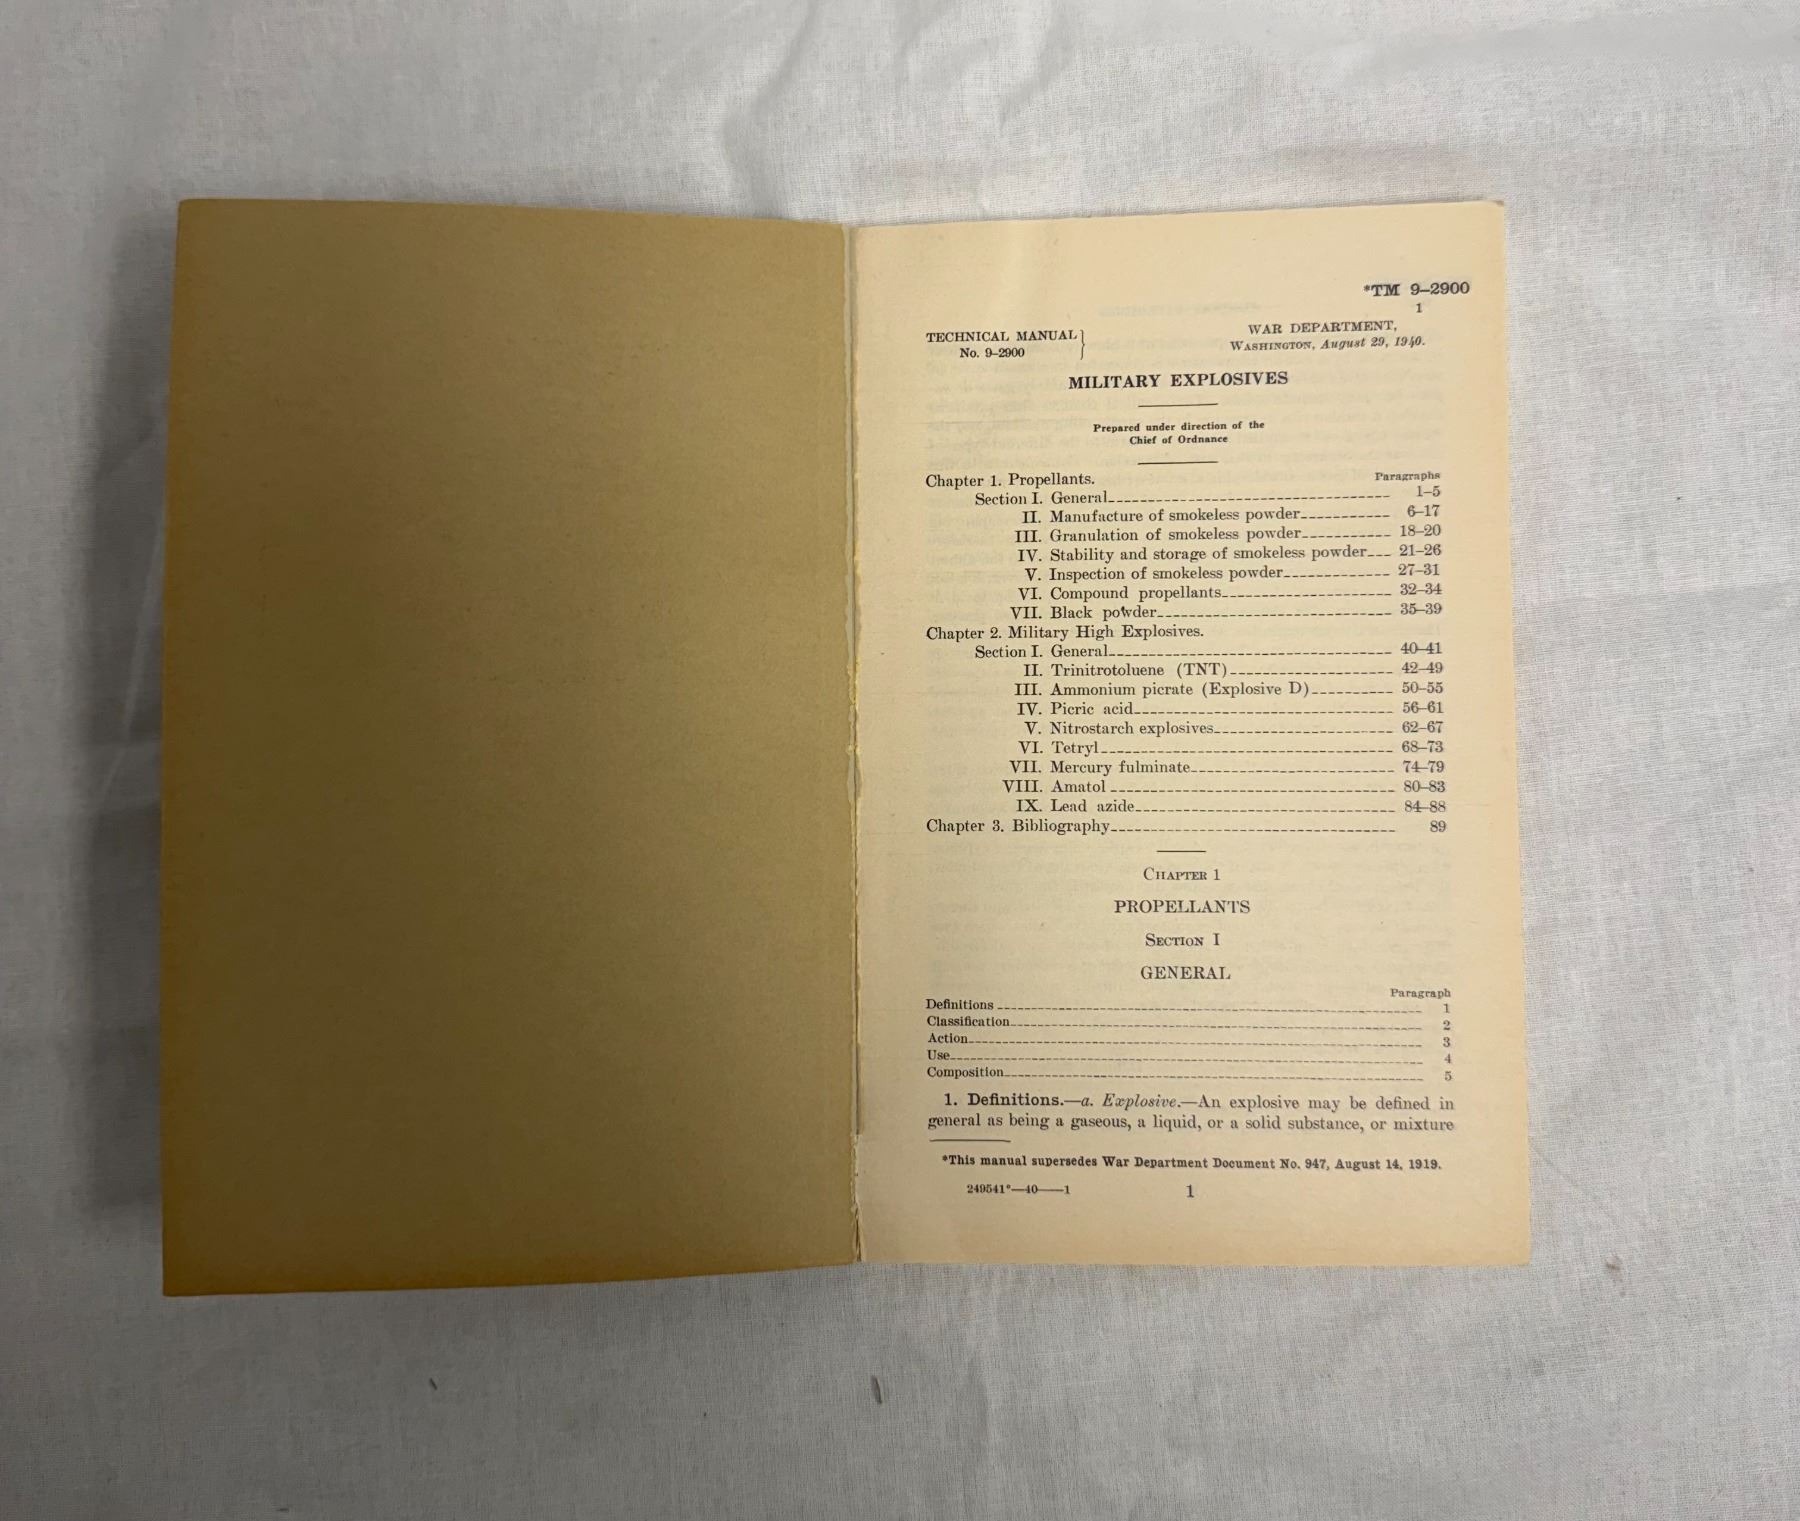 *TM 9–2900
1
TECHNICAL MANUAL
No. 9–2900
WAR DEPARTMENT,
WASHINGTON, August 29, 1940.
MILITARY EXPLOSIVES
Prepared under direction of the
Chief of Ordnance
Chapter 1. Propellants. Paragraphs
Section I. General 1–5
II. Manufacture of smokeless powder 6–17
III. Granulation of smokeless powder 18–20
IV. Stability and storage of smokeless powder 21–26
V. Inspection of smokeless powder 27–31
VI. Compound propellants 32–34
VII. Black powder 35–39
Chapter 2. Military High Explosives.
Section I. General 40–41
II. Trinitrotoluene (TNT) 42–49
III. Ammonium picrate (Explosive D) 50–55
IV. Picric acid 56–61
V. Nitrostarch explosives 62–67
VI. Tetryl 68–73
VII. Mercury fulminate 74–79
VIII. Amatol 80–83
IX. Lead azide 84–88
Chapter 3. Bibliography 89
CHAPTER 1
PROPELLANTS
SECTION I
GENERAL
Paragraph
Definitions 1
Classification 2
Action 3
Use 4
Composition 5
1. Definitions.—a. Explosive.—An explosive may be defined in
general as being a gaseous, a liquid, or a solid substance, or mixture
*This manual supersedes War Department Document No. 947, August 14, 1919.
249541°—40——1 1